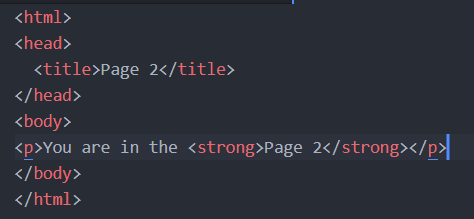 <html>
<head>
<title>Page 2</title>
</head>
<body>
<p>You are in the <strong>Page 2</strong></p>
</body>
</html>